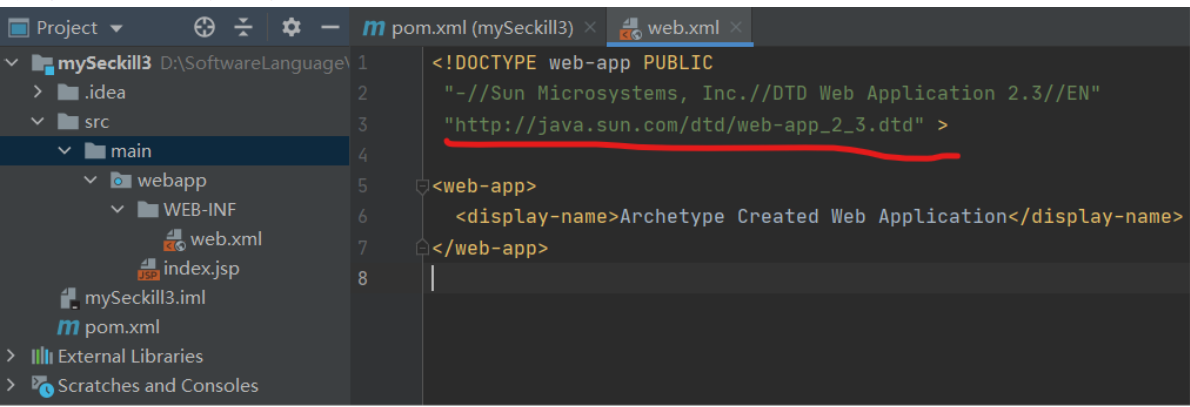 Project
mySeckill3 D:\SoftwareLanguage\
.idea
src
main
webapp
WEB-INF
web.xml
index.jsp
mySeckill3.iml
pom.xml
External Libraries
Scratches and Consoles
pom.xml (mySeckill3) web.xml
1 <!DOCTYPE web-app PUBLIC
2 "-//Sun Microsystems, Inc.//DTD Web Application 2.3//EN"
3 "http://java.sun.com/dtd/web-app_2_3.dtd" >
4
5 <web-app>
6 <display-name>Archetype Created Web Application</display-name>
7 </web-app>
8